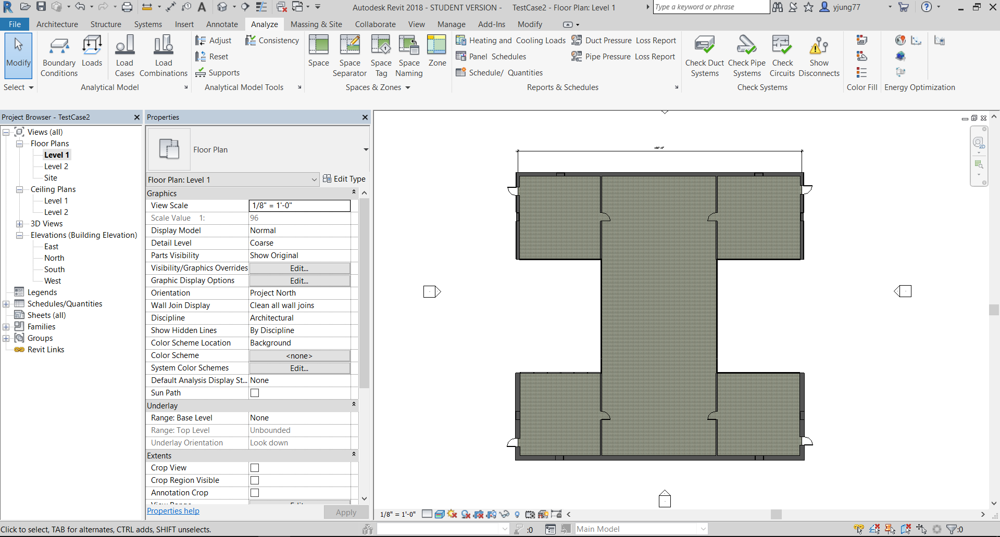 Autodesk Revit 2018 - STUDENT VERSION - TestCase2 - Floor Plan: Level 1
Type a keyword or phrase
yjung77
File Architecture Structure Systems Insert Annotate Analyze Massing & Site Collaborate View Manage Add-Ins Modify
Modify
Boundary Conditions
Loads
Load Cases
Load Combinations
Adjust
Reset
Supports
Consistency
Space
Space Separator
Space Tag
Space Naming
Zone
Heating and Cooling Loads
Panel Schedules
Schedule/ Quantities
Duct Pressure Loss Report
Pipe Pressure Loss Report
Check Duct Systems
Check Pipe Systems
Check Circuits
Show Disconnects
Select
Analytical Model
Analytical Model Tools
Spaces & Zones
Reports & Schedules
Check Systems
Color Fill
Energy Optimization
Project Browser - TestCase2
Views (all)
Floor Plans
Level 1
Level 2
Site
Ceiling Plans
Level 1
Level 2
3D Views
Elevations (Building Elevation)
East
North
South
West
Legends
Schedules/Quantities
Sheets (all)
Families
Groups
Revit Links
Properties
Floor Plan
Floor Plan: Level 1
Edit Type
Graphics
View Scale 1/8" = 1'-0"
Scale Value 1: 96
Display Model Normal
Detail Level Coarse
Parts Visibility Show Original
Visibility/Graphics Overrides Edit...
Graphic Display Options Edit...
Orientation Project North
Wall Join Display Clean all wall joins
Discipline Architectural
Show Hidden Lines By Discipline
Color Scheme Location Background
Color Scheme <none>
System Color Schemes Edit...
Default Analysis Display St... None
Sun Path
Underlay
Range: Base Level None
Range: Top Level Unbounded
Underlay Orientation Look down
Extents
Crop View
Crop Region Visible
Annotation Crop
View Range Edit...
Properties help
Apply
2D
1/8" = 1'-0"
Click to select, TAB for alternates, CTRL adds, SHIFT unselects.
:0
Main Model
:0